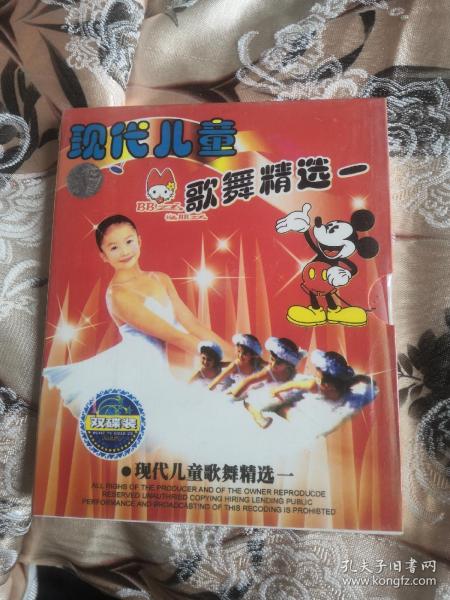 现代儿童
歌舞精选一
双碟装
•现代儿童歌舞精选一
ALL RIGHS OF THE PRODUCER AND OF THE OWNER REPRODUCDE
RESERVED UNAUTHRIED COPYING HIRING LENDING PUBLIC
PERFORMANCE AND BROADCASTING OF THIS RECODING IS PROHIBTED
孔夫子旧书网
www.kongfz.com